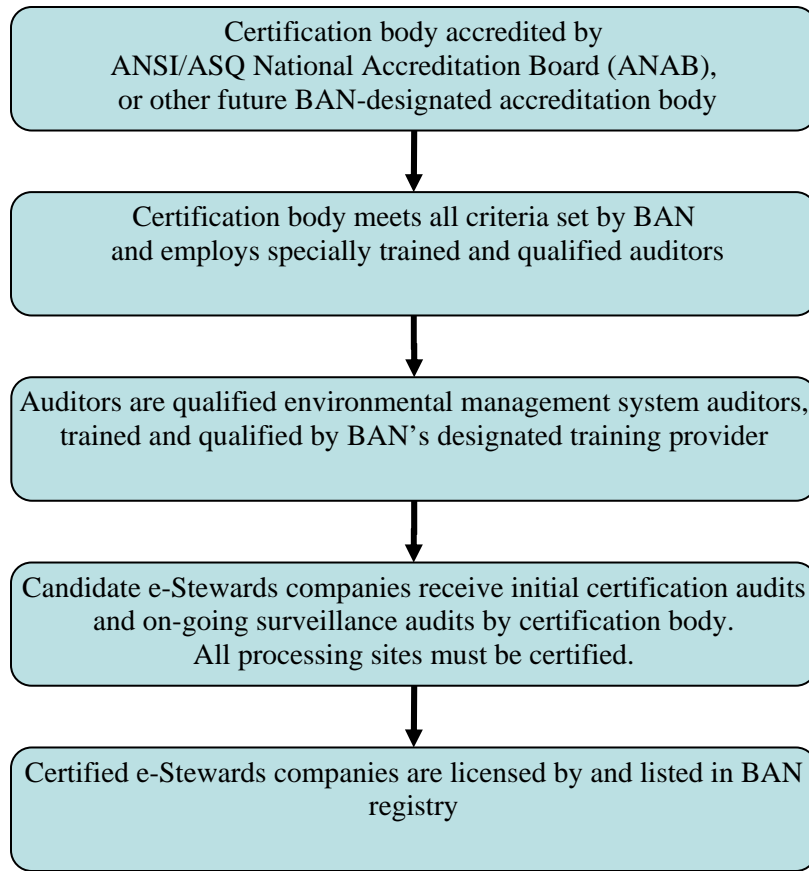 Certification body accredited by
ANSI/ASQ National Accreditation Board (ANAB),
or other future BAN-designated accreditation body
Certification body meets all criteria set by BAN
and employs specially trained and qualified auditors
Auditors are qualified environmental management system auditors,
trained and qualified by BAN’s designated training provider
Candidate e-Stewards companies receive initial certification audits
and on-going surveillance audits by certification body.
All processing sites must be certified.
Certified e-Stewards companies are licensed by and listed in BAN
registry